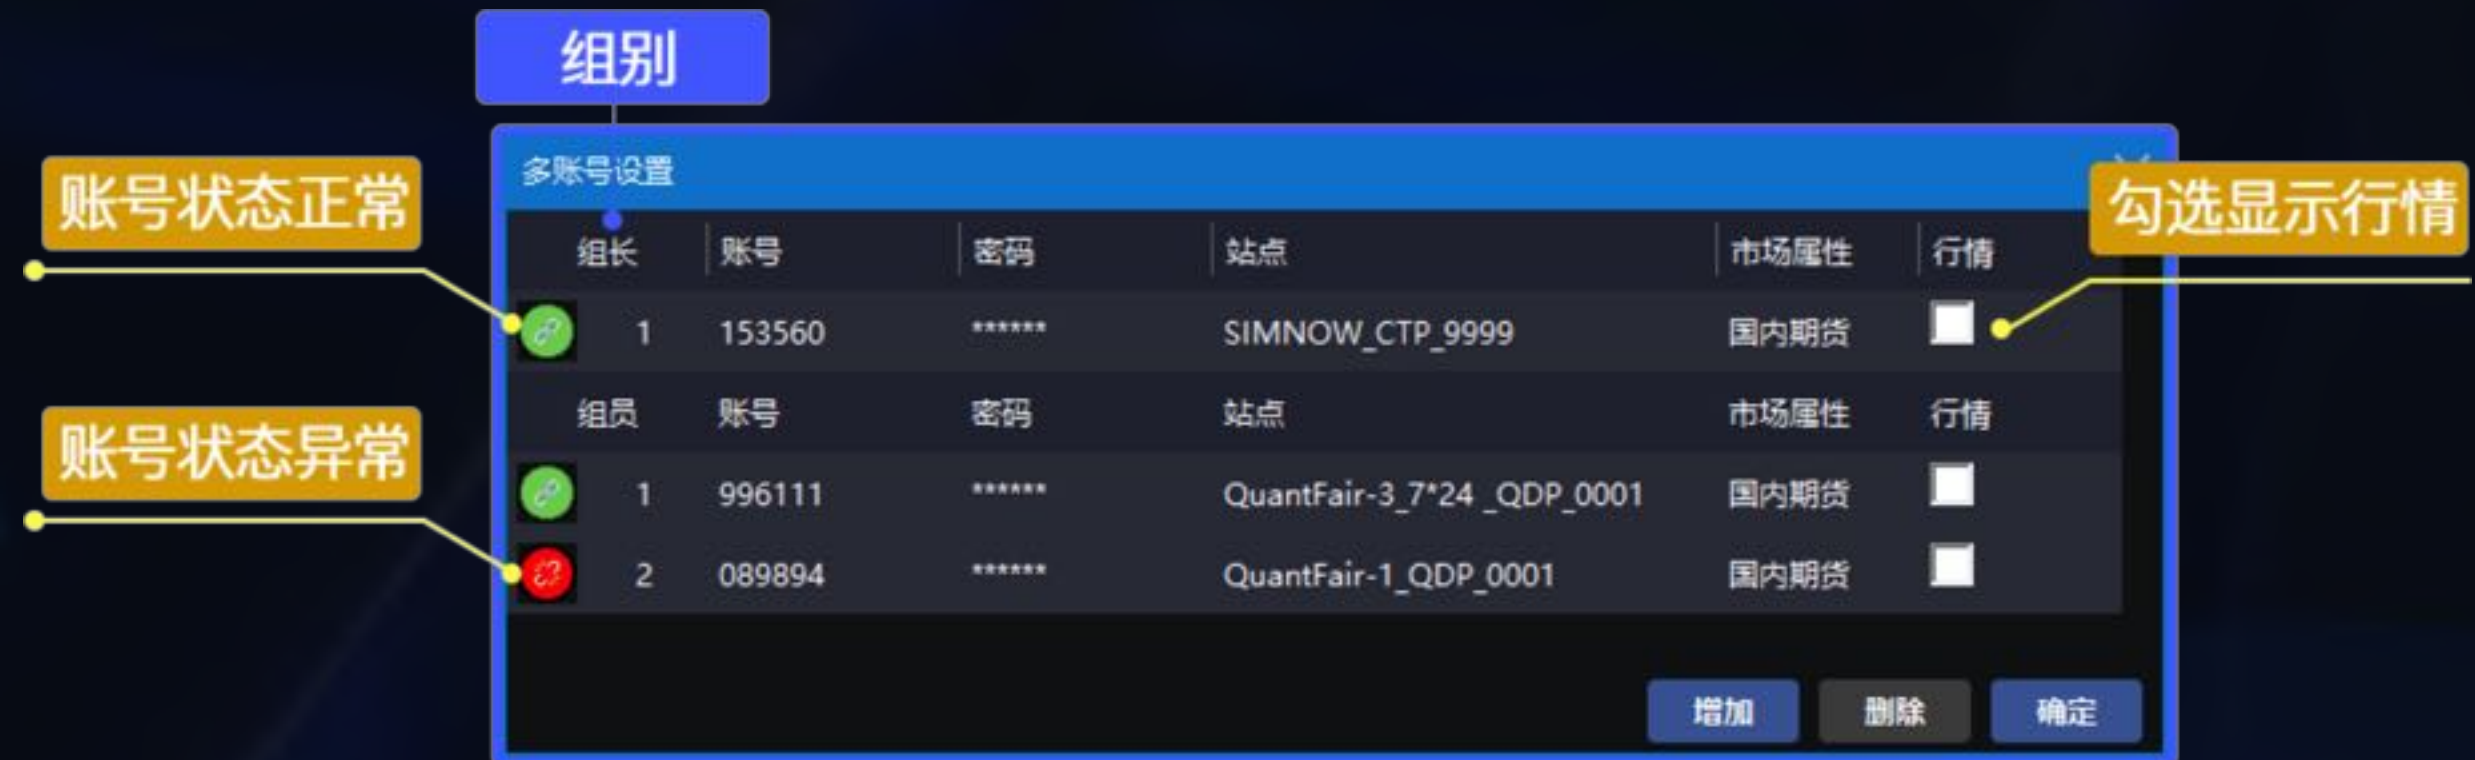 组别
账号状态正常
多账号设置
勾选显示行情
组长 账号 密码 站点 市场属性 行情
1 153560 ****** SIMNOW_CTP_9999 国内期货
组员 账号 密码 站点 市场属性 行情
账号状态异常
1 996111 ****** QuantFair-3_7*24 _QDP_0001 国内期货
2 089894 ****** QuantFair-1_QDP_0001 国内期货
增加 删除 确定